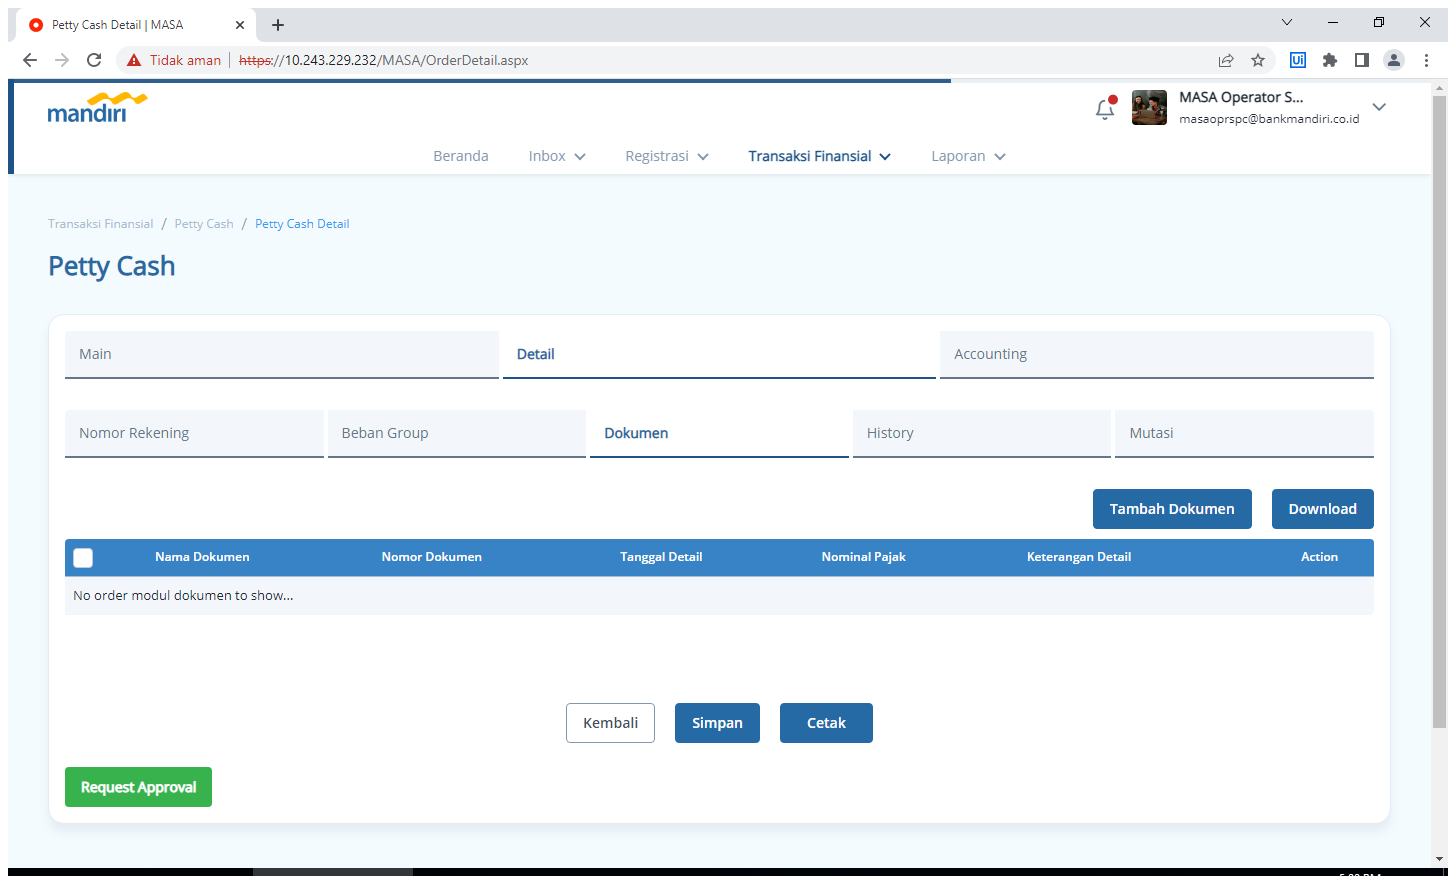 Petty Cash Detail | MASA
Tidak aman https://10.243.229.232/MASA/OrderDetail.aspx
Ui
mandiri
MASA Operator S...
masaoprspc@bankmandiri.co.id
Beranda Inbox Registrasi Transaksi Finansial Laporan
Transaksi Finansial / Petty Cash / Petty Cash Detail
Petty Cash
Main Detail Accounting
Nomor Rekening Beban Group Dokumen History Mutasi
Tambah Dokumen Download
Nama Dokumen Nomor Dokumen Tanggal Detail Nominal Pajak Keterangan Detail Action
No order modul dokumen to show...
Kembali Simpan Cetak
Request Approval